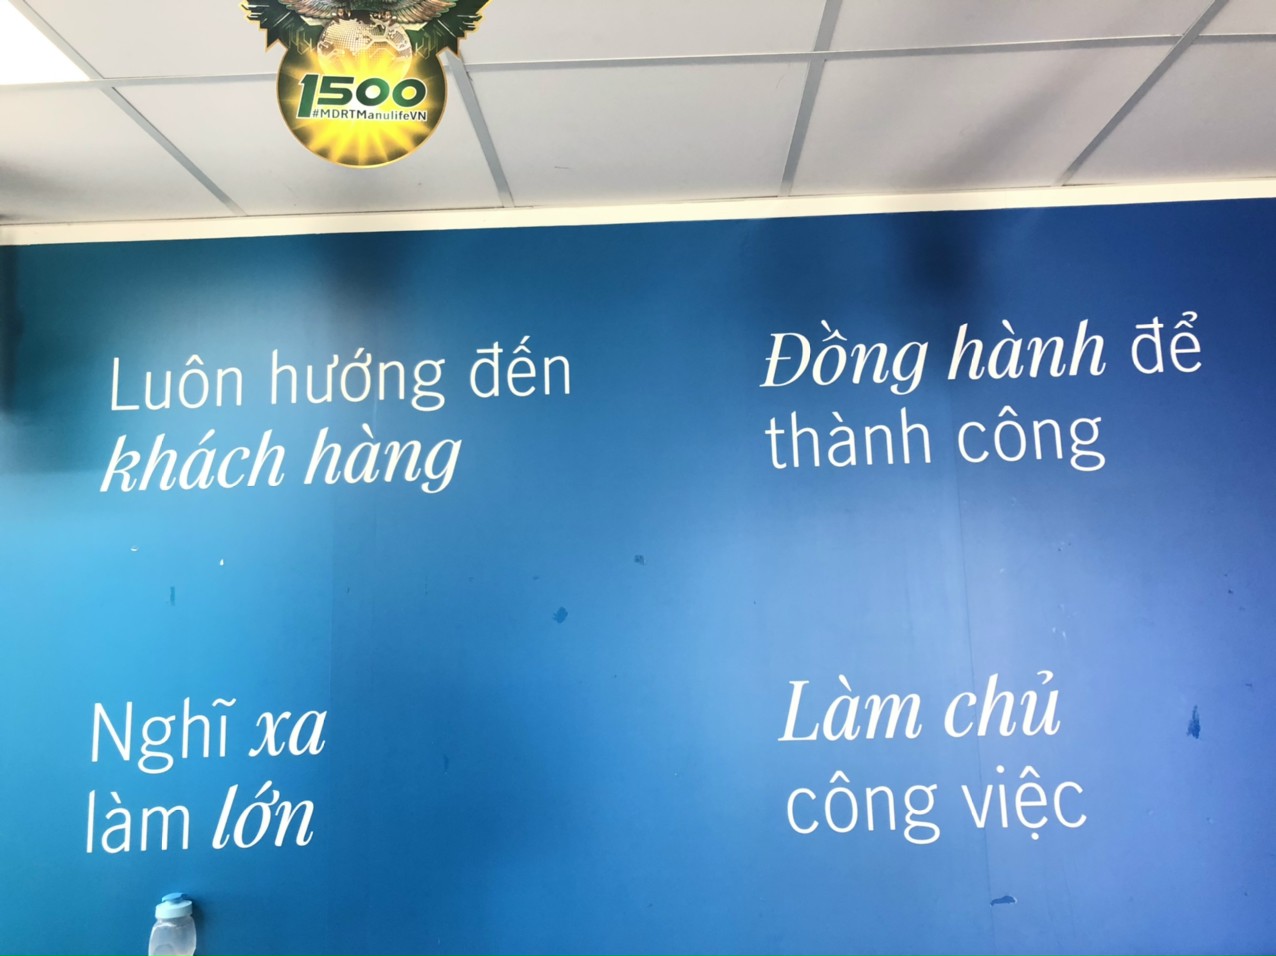 1500
#MDRTManulifeVN
Luôn hướng đến
khách hàng
Đồng hành để
thành công
Nghĩ xa
làm lớn
Làm chủ
công việc